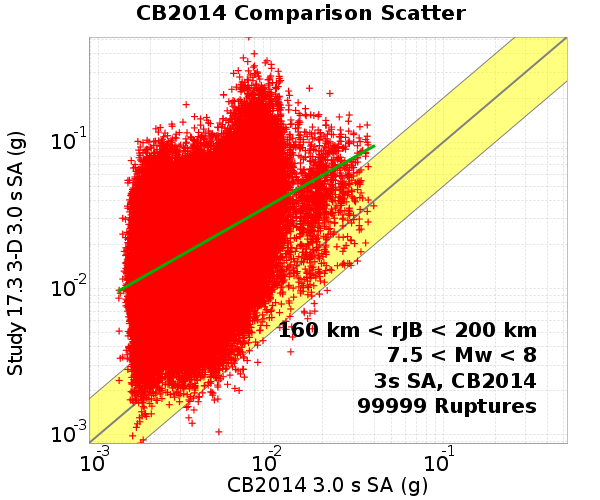 CB2014 Comparison Scatter
Study 17.3 3-D 3.0 s SA (g)
10⁻¹
10⁻²
10⁻³
160 km < rJB < 200 km
7.5 < Mw < 8
3s SA, CB2014
99999 Ruptures
10⁻³ 10⁻² 10⁻¹
CB2014 3.0 s SA (g)